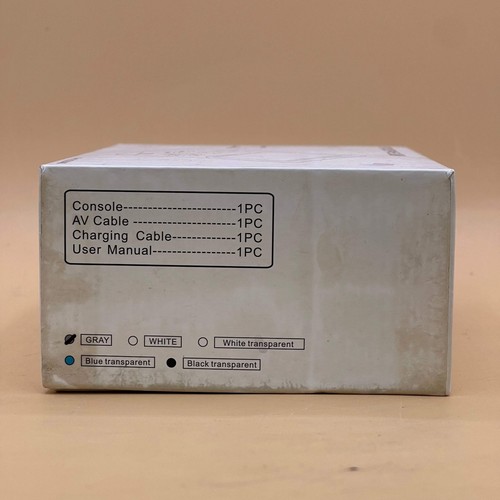 Console-----------------------1PC
AV Cable ---------------------1PC
Charging Cable-------------1PC
User Manual-----------------1PC
GRAY WHITE White transparent
Blue transparent Black transparent